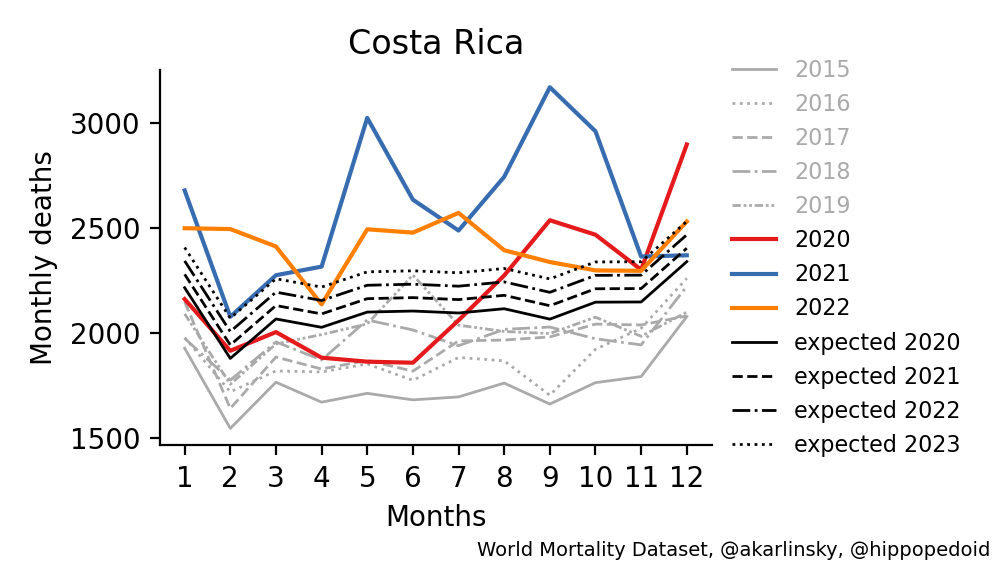 Costa Rica
Monthly deaths
3000
2500
2000
1500
1 2 3 4 5 6 7 8 9 10 11 12
Months
2015
2016
2017
2018
2019
2020
2021
2022
expected 2020
expected 2021
expected 2022
expected 2023
World Mortality Dataset, @akarlinsky, @hippopedoid